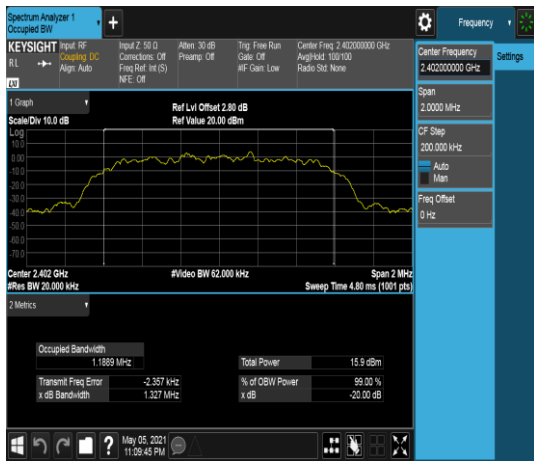 Spectrum Analyzer 1
Occupied BW
+
Frequency
KEYSIGHT
Input: RF
Input Z: 50 Ω
Atten: 30 dB
Trig: Free Run
Center Freq: 2.402000000 GHz
RL
Coupling: DC
Corrections: Off
Preamp: Off
Gate: Off
Avg|Hold: 100/100
Align: Auto
Freq Ref: Int (S)
#IF Gain: Low
Radio Std: None
NFE: Off
LXI
Center Frequency
2.402000000 GHz
Settings
Span
2.0000 MHz
CF Step
200.000 kHz
Auto
Man
Freq Offset
0 Hz
1 Graph
Ref Lvl Offset 2.80 dB
Scale/Div 10.0 dB
Ref Value 20.00 dBm
Log
10.0
0.00
-10.0
-20.0
-30.0
-40.0
-50.0
-60.0
-70.0
Center 2.402 GHz
#Video BW 62.000 kHz
Span 2 MHz
#Res BW 20.000 kHz
Sweep Time 4.80 ms (1001 pts)
2 Metrics
Occupied Bandwidth
1.1889 MHz
Total Power
15.9 dBm
Transmit Freq Error
-2.357 kHz
% of OBW Power
99.00 %
x dB Bandwidth
1.327 MHz
x dB
-20.00 dB
?
May 05, 2021
11:09:45 PM